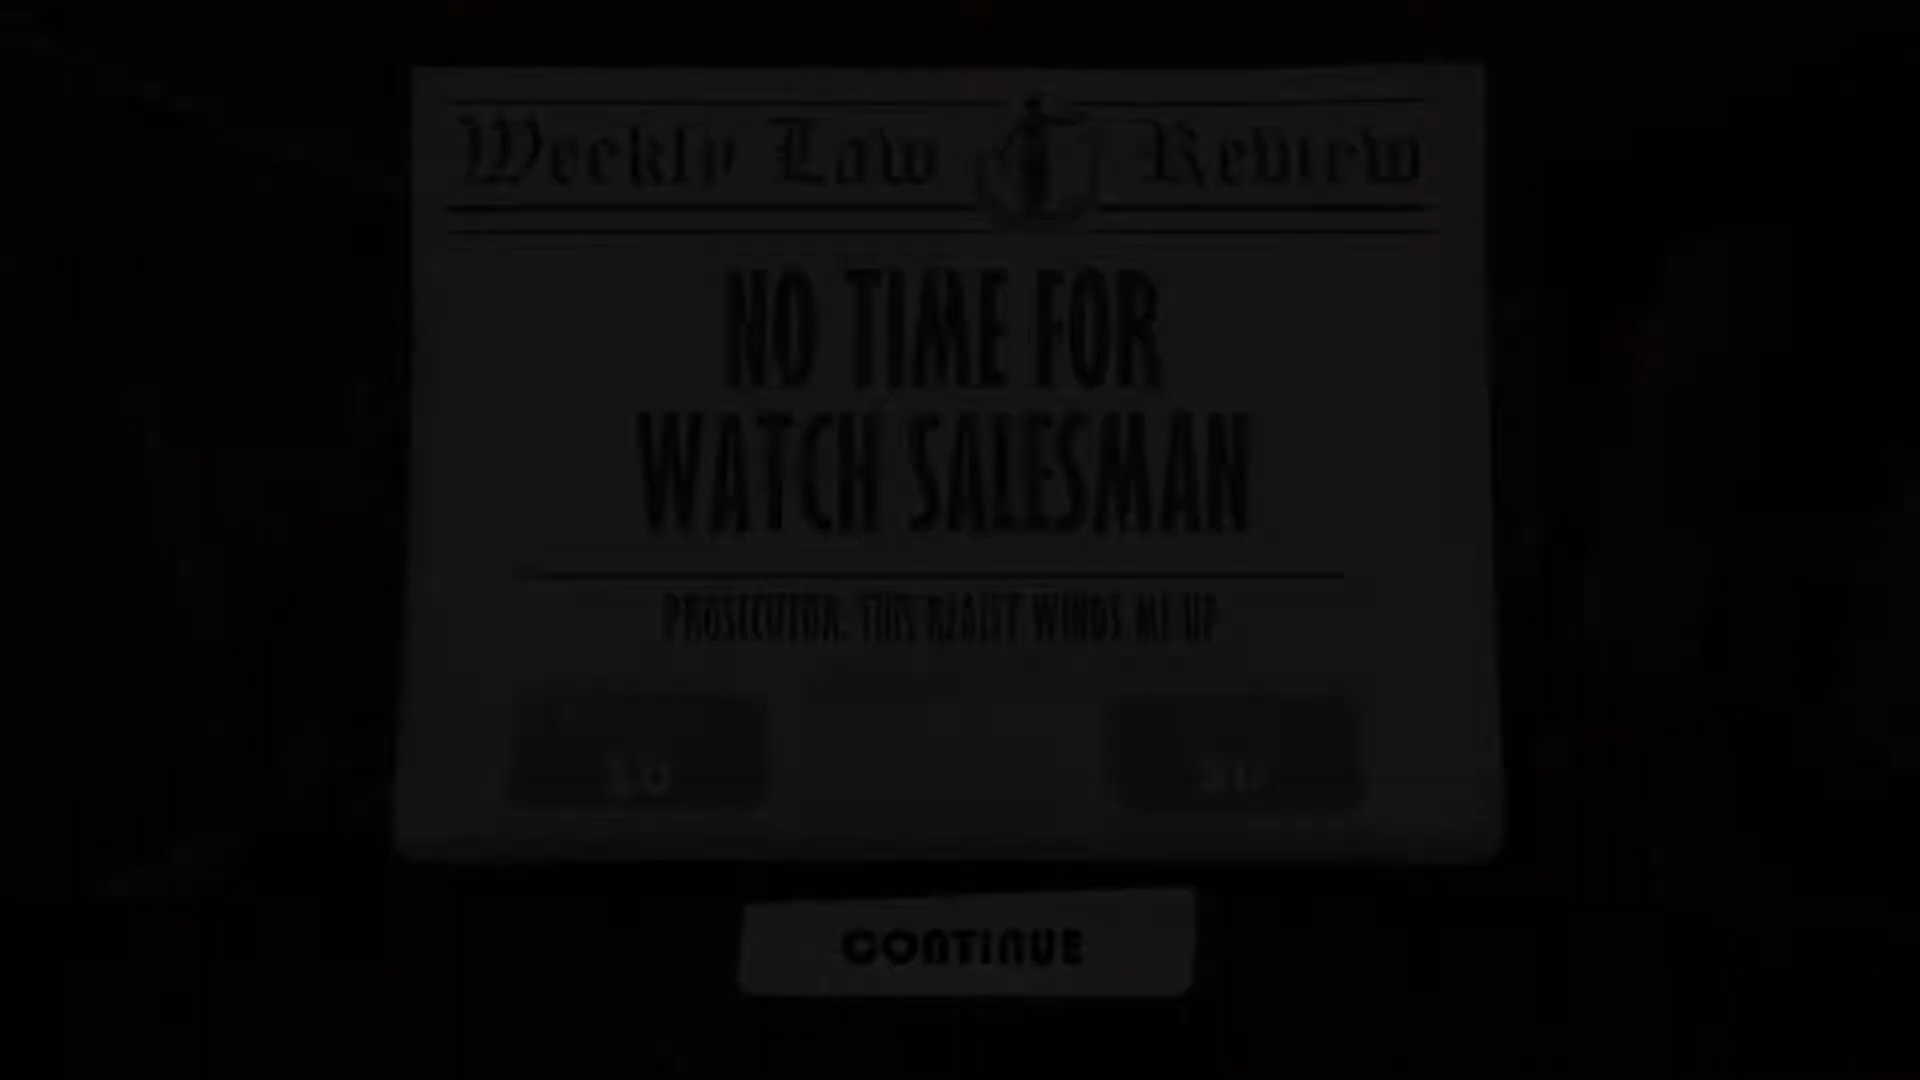 Weekly Law Review
NO TIME FOR
WATCH SALESMAN
PROSECUTOR: THIS REALLY WINDS ME UP
CONTINUE